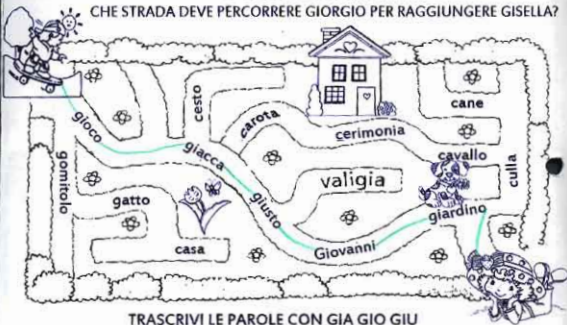 CHE STRADA DEVE PERCORRERE GIORGIO PER RAGGIUNGERE GISELLA?
cesto
cane
carota
gioco
cerimonia
giacca
cavallo
gomitolo
culla
valigia
gatto
giusto
giardino
casa
Giovanni
TRASCRIVI LE PAROLE CON GIA GIO GIU